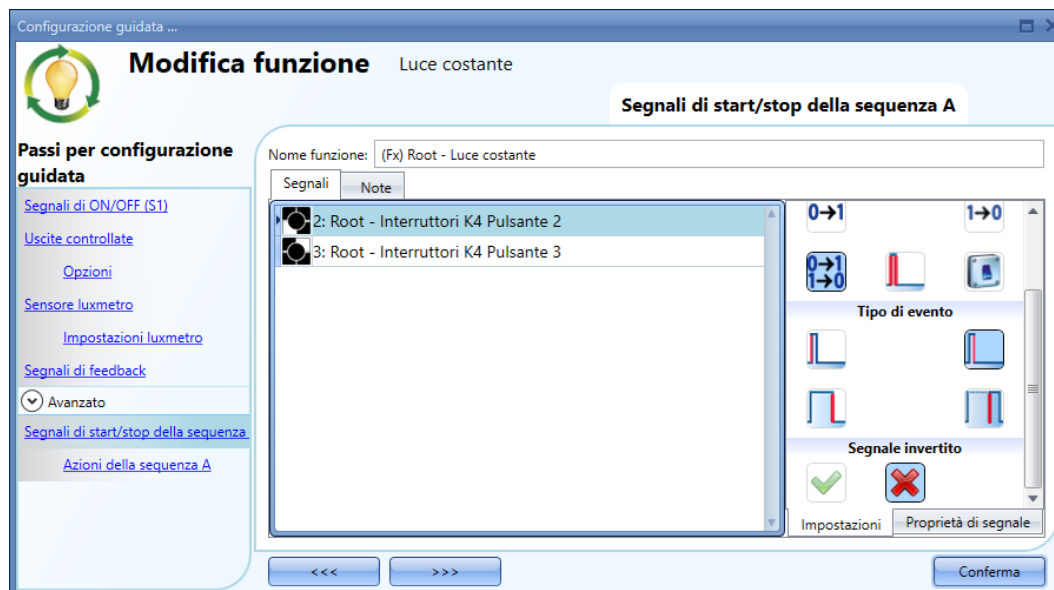 Configurazione guidata ...
Modifica funzione Luce costante
Segnali di start/stop della sequenza A
Passi per configurazione guidata
Segnali di ON/OFF (S1)
Uscite controllate
Opzioni
Sensore luxmetro
Impostazioni luxmetro
Segnali di feedback
Avanzato
Segnali di start/stop della sequenza
Azioni della sequenza A
Nome funzione: (Fx) Root - Luce costante
Segnali Note
2: Root - Interruttori K4 Pulsante 2
3: Root - Interruttori K4 Pulsante 3
0→1 1→0
0→1
1→0
Tipo di evento
Segnale invertito
Impostazioni Proprietà di segnale
<<< >>> Conferma